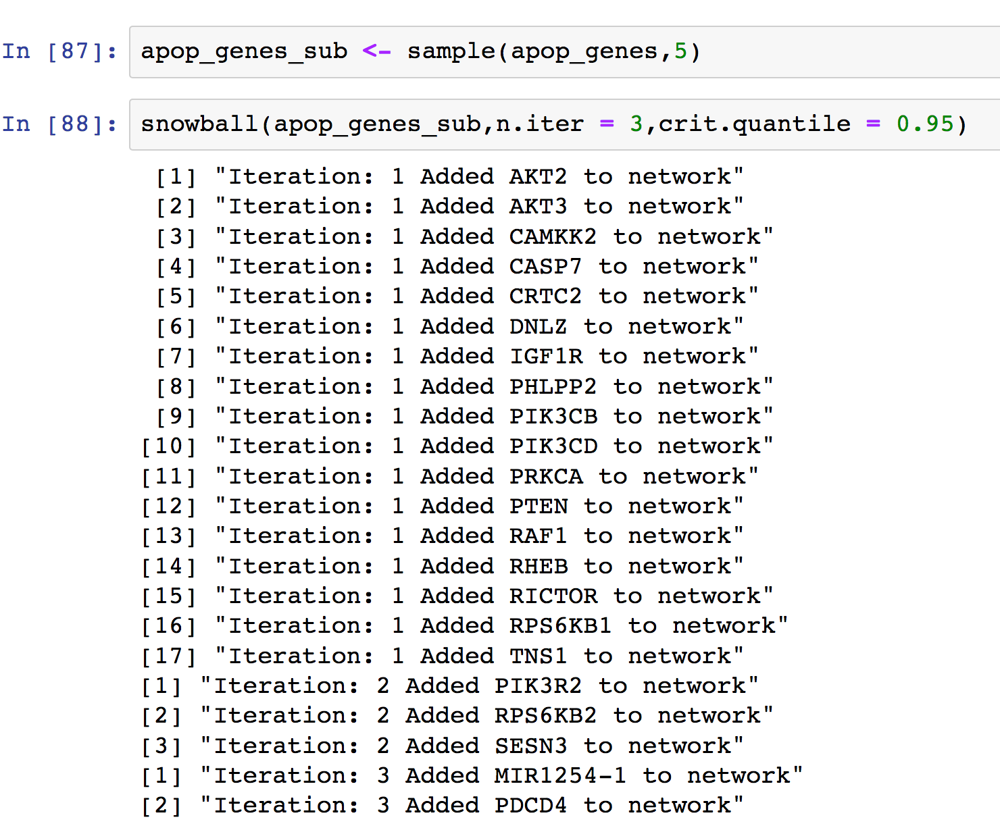 In [87]: apop_genes_sub <- sample(apop_genes,5)
In [88]: snowball(apop_genes_sub,n.iter = 3,crit.quantile = 0.95)
[1] "Iteration: 1 Added AKT2 to network"
[2] "Iteration: 1 Added AKT3 to network"
[3] "Iteration: 1 Added CAMKK2 to network"
[4] "Iteration: 1 Added CASP7 to network"
[5] "Iteration: 1 Added CRTC2 to network"
[6] "Iteration: 1 Added DNLZ to network"
[7] "Iteration: 1 Added IGF1R to network"
[8] "Iteration: 1 Added PHLPP2 to network"
[9] "Iteration: 1 Added PIK3CB to network"
[10] "Iteration: 1 Added PIK3CD to network"
[11] "Iteration: 1 Added PRKCA to network"
[12] "Iteration: 1 Added PTEN to network"
[13] "Iteration: 1 Added RAF1 to network"
[14] "Iteration: 1 Added RHEB to network"
[15] "Iteration: 1 Added RICTOR to network"
[16] "Iteration: 1 Added RPS6KB1 to network"
[17] "Iteration: 1 Added TNS1 to network"
[1] "Iteration: 2 Added PIK3R2 to network"
[2] "Iteration: 2 Added RPS6KB2 to network"
[3] "Iteration: 2 Added SESN3 to network"
[1] "Iteration: 3 Added MIR1254-1 to network"
[2] "Iteration: 3 Added PDCD4 to network"